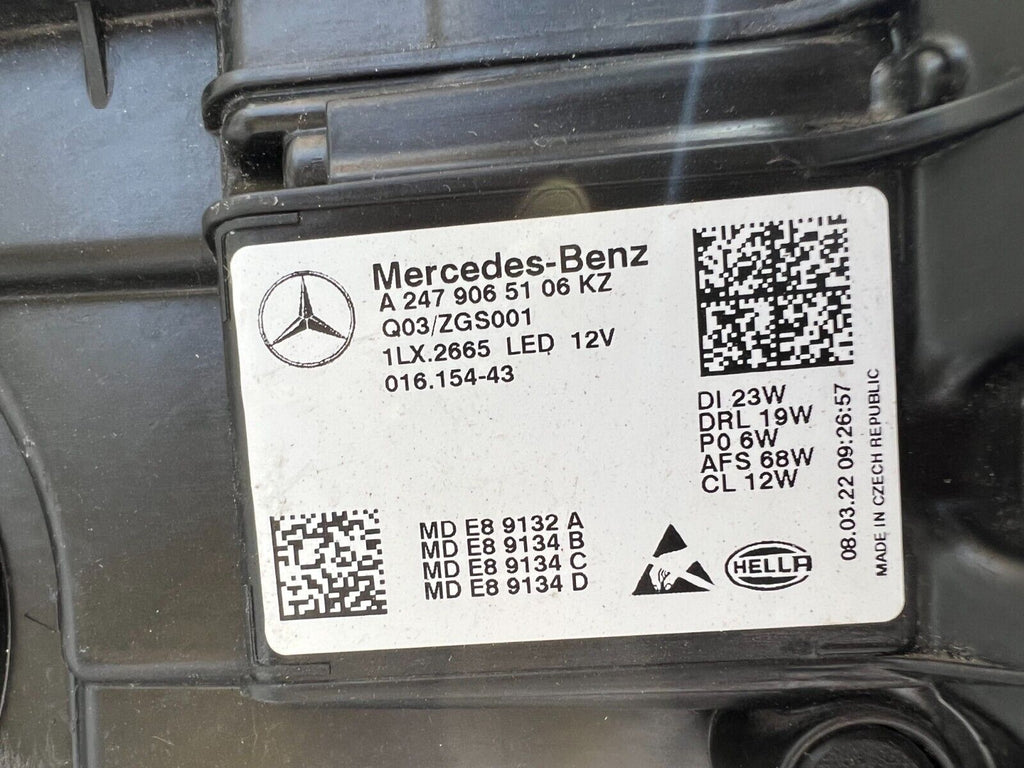 Mercedes-Benz
A 247 906 51 06 KZ
Q03/ZGS001
1LX.2665 LED 12V
016.154-43
DI 23W
DRL 19W
P0 6W
AFS 68W
CL 12W
08.03.22 09:26:57
MADE IN CZECH REPUBLIC
MD E8 9132 A
MD E8 9134 B
MD E8 9134 C
MD E8 9134 D
HELLA